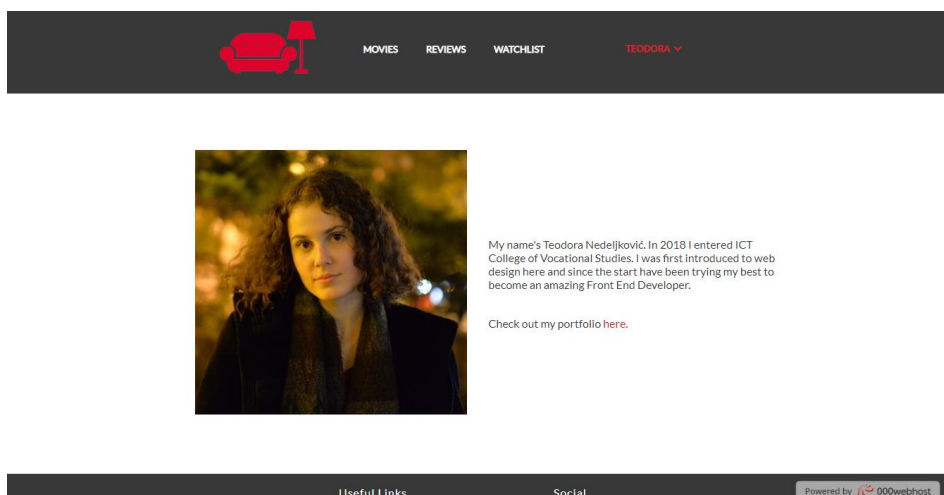 MOVIES REVIEWS WATCHLIST TEODORA
My name's Teodora Nedeljković. In 2018 I entered ICT
College of Vocational Studies. I was first introduced to web
design here and since the start have been trying my best to
become an amazing Front End Developer.
Check out my portfolio here.
Useful Links Social
Powered by 000webhost